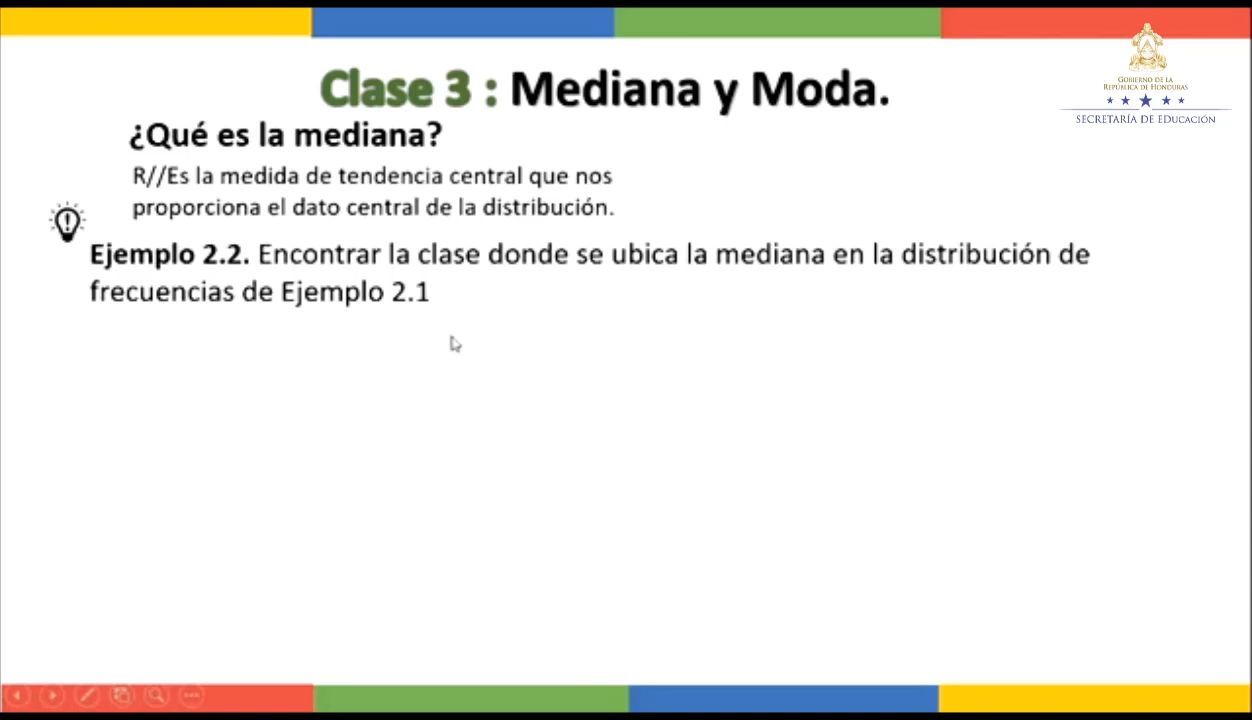 Clase 3 : Mediana y Moda.
GOBIERNO DE LA
REPÚBLICA DE HONDURAS
SECRETARÍA DE EDUCACIÓN
¿Qué es la mediana?
R//Es la medida de tendencia central que nos
proporciona el dato central de la distribución.
Ejemplo 2.2. Encontrar la clase donde se ubica la mediana en la distribución de
frecuencias de Ejemplo 2.1